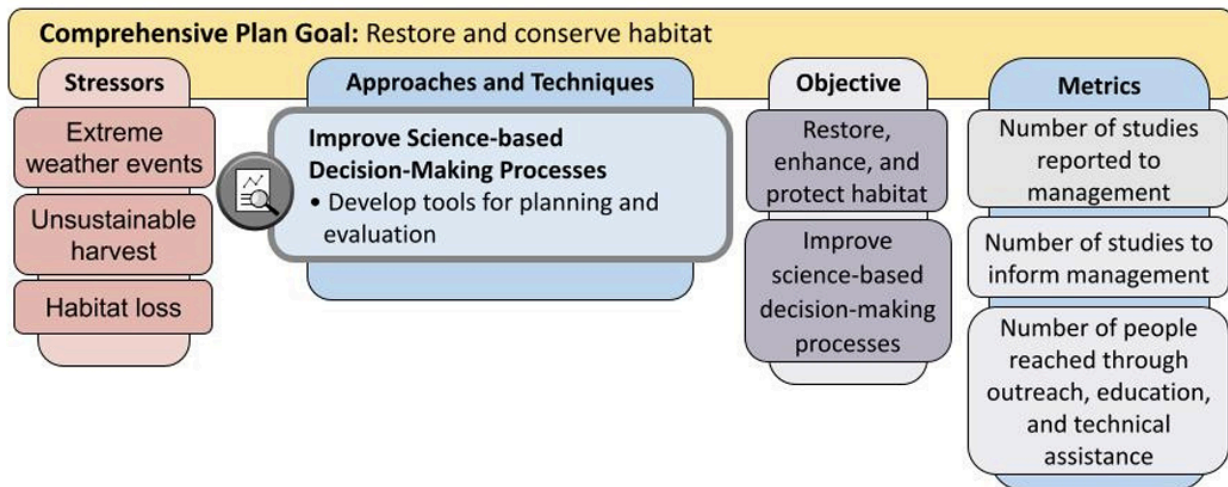 Comprehensive Plan Goal: Restore and conserve habitat
Stressors
Extreme
weather events
Unsustainable
harvest
Habitat loss
Approaches and Techniques
Improve Science-based
Decision-Making Processes
• Develop tools for planning and
evaluation
Objective
Restore,
enhance, and
protect habitat
Improve
science-based
decision-making
processes
Metrics
Number of studies
reported to
management
Number of studies to
inform management
Number of people
reached through
outreach, education,
and technical
assistance